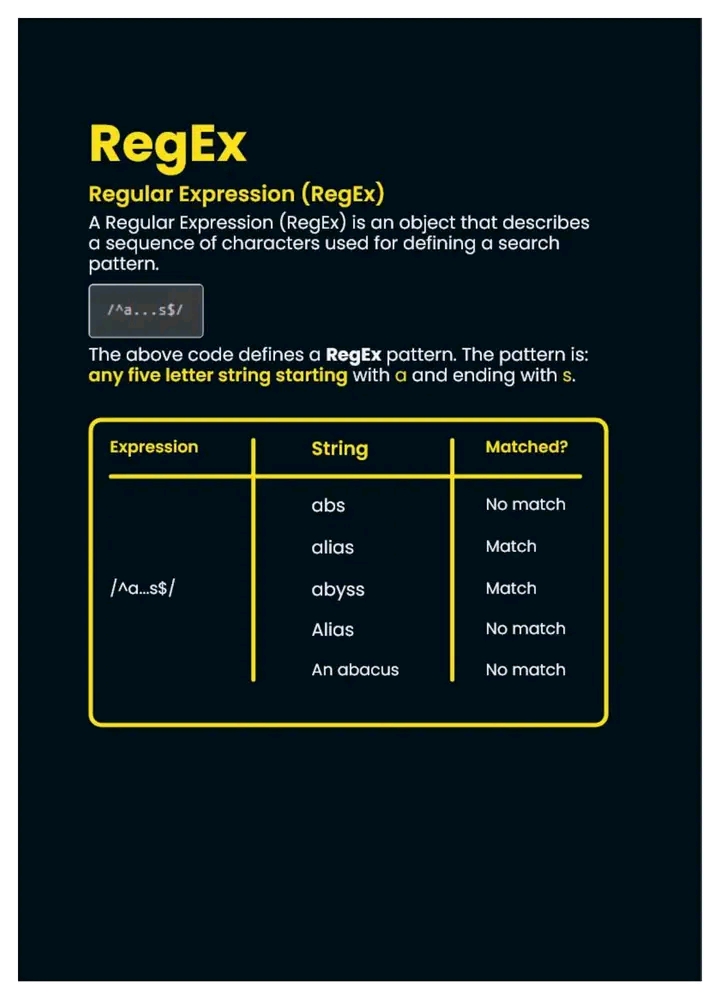 RegEx
Regular Expression (RegEx)
A Regular Expression (RegEx) is an object that describes
a sequence of characters used for defining a search
pattern.
/^a...s$/
The above code defines a RegEx pattern. The pattern is:
any five letter string starting with a and ending with s.
Expression String Matched?
abs No match
alias Match
/^a...s$/ abyss Match
Alias No match
An abacus No match